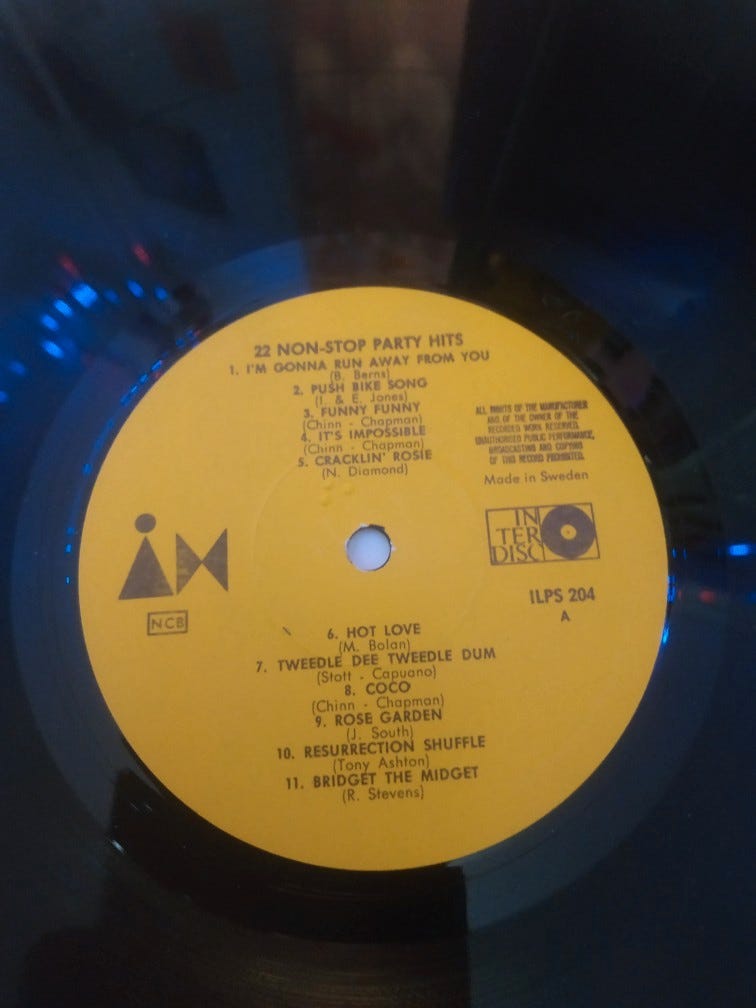 22 NON-STOP PARTY HITS
1. I'M GONNA RUN AWAY FROM YOU
(B. Berns)
2. PUSH BIKE SONG
(I. & E. Jones)
3. FUNNY FUNNY
(Chinn - Chapman)
4. IT'S IMPOSSIBLE
(Chinn - Chapman)
5. CRACKLIN' ROSIE
(N. Diamond)
ALL RIGHTS OF THE MANUFACTURER
AND OF THE OWNER OF THE
RECORDED WORK RESERVED.
UNAUTHORISED PUBLIC PERFORMANCE,
BROADCASTING AND COPYING
OF THIS RECORD PROHIBITED.
Made in Sweden
NCB
IN
TER
DISC
ILPS 204
A
6. HOT LOVE
(M. Bolan)
7. TWEEDLE DEE TWEEDLE DUM
(Stott - Capuano)
8. COCO
(Chinn - Chapman)
9. ROSE GARDEN
(J. South)
10. RESURRECTION SHUFFLE
(Tony Ashton)
11. BRIDGET THE MIDGET
(R. Stevens)